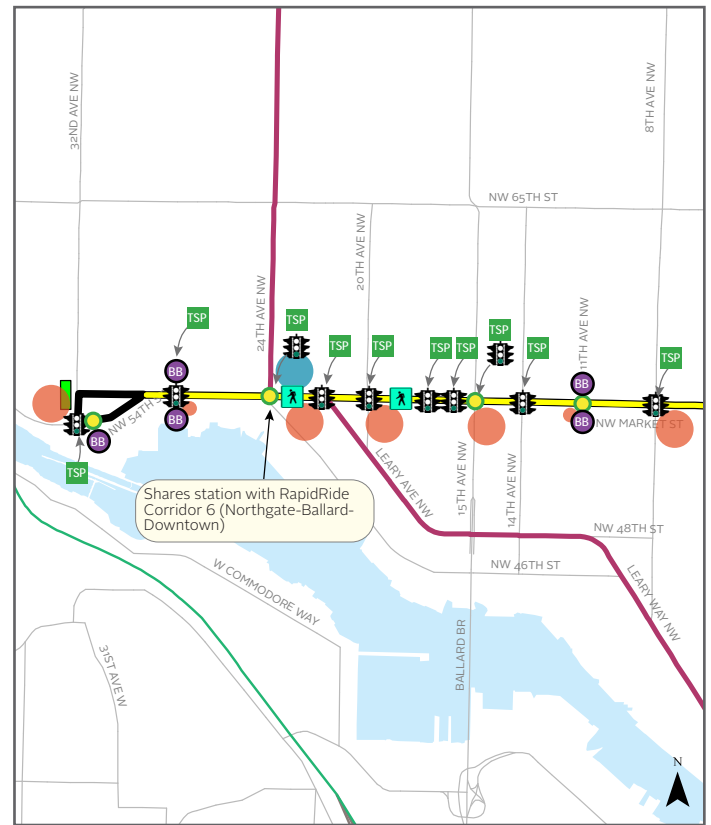 32ND AVE NW
8TH AVE NW
NW 65TH ST
20TH AVE NW
24TH AVE NW
11TH AVE NW
TSP
TSP
TSP
TSP
TSP
TSP
TSP
TSP
TSP
BB
BB
BB
BB
BB
NW 54TH S
NW MARKET ST
TSP
Shares station with RapidRide
Corridor 6 (Northgate-Ballard-
Downtown)
LEARY AVE NW
15TH AVE NW
14TH AVE NW
NW 48TH ST
NW 46TH ST
LEARY WAY NW
W COMMODORE WAY
31ST AVE W
BALLARD BR
N